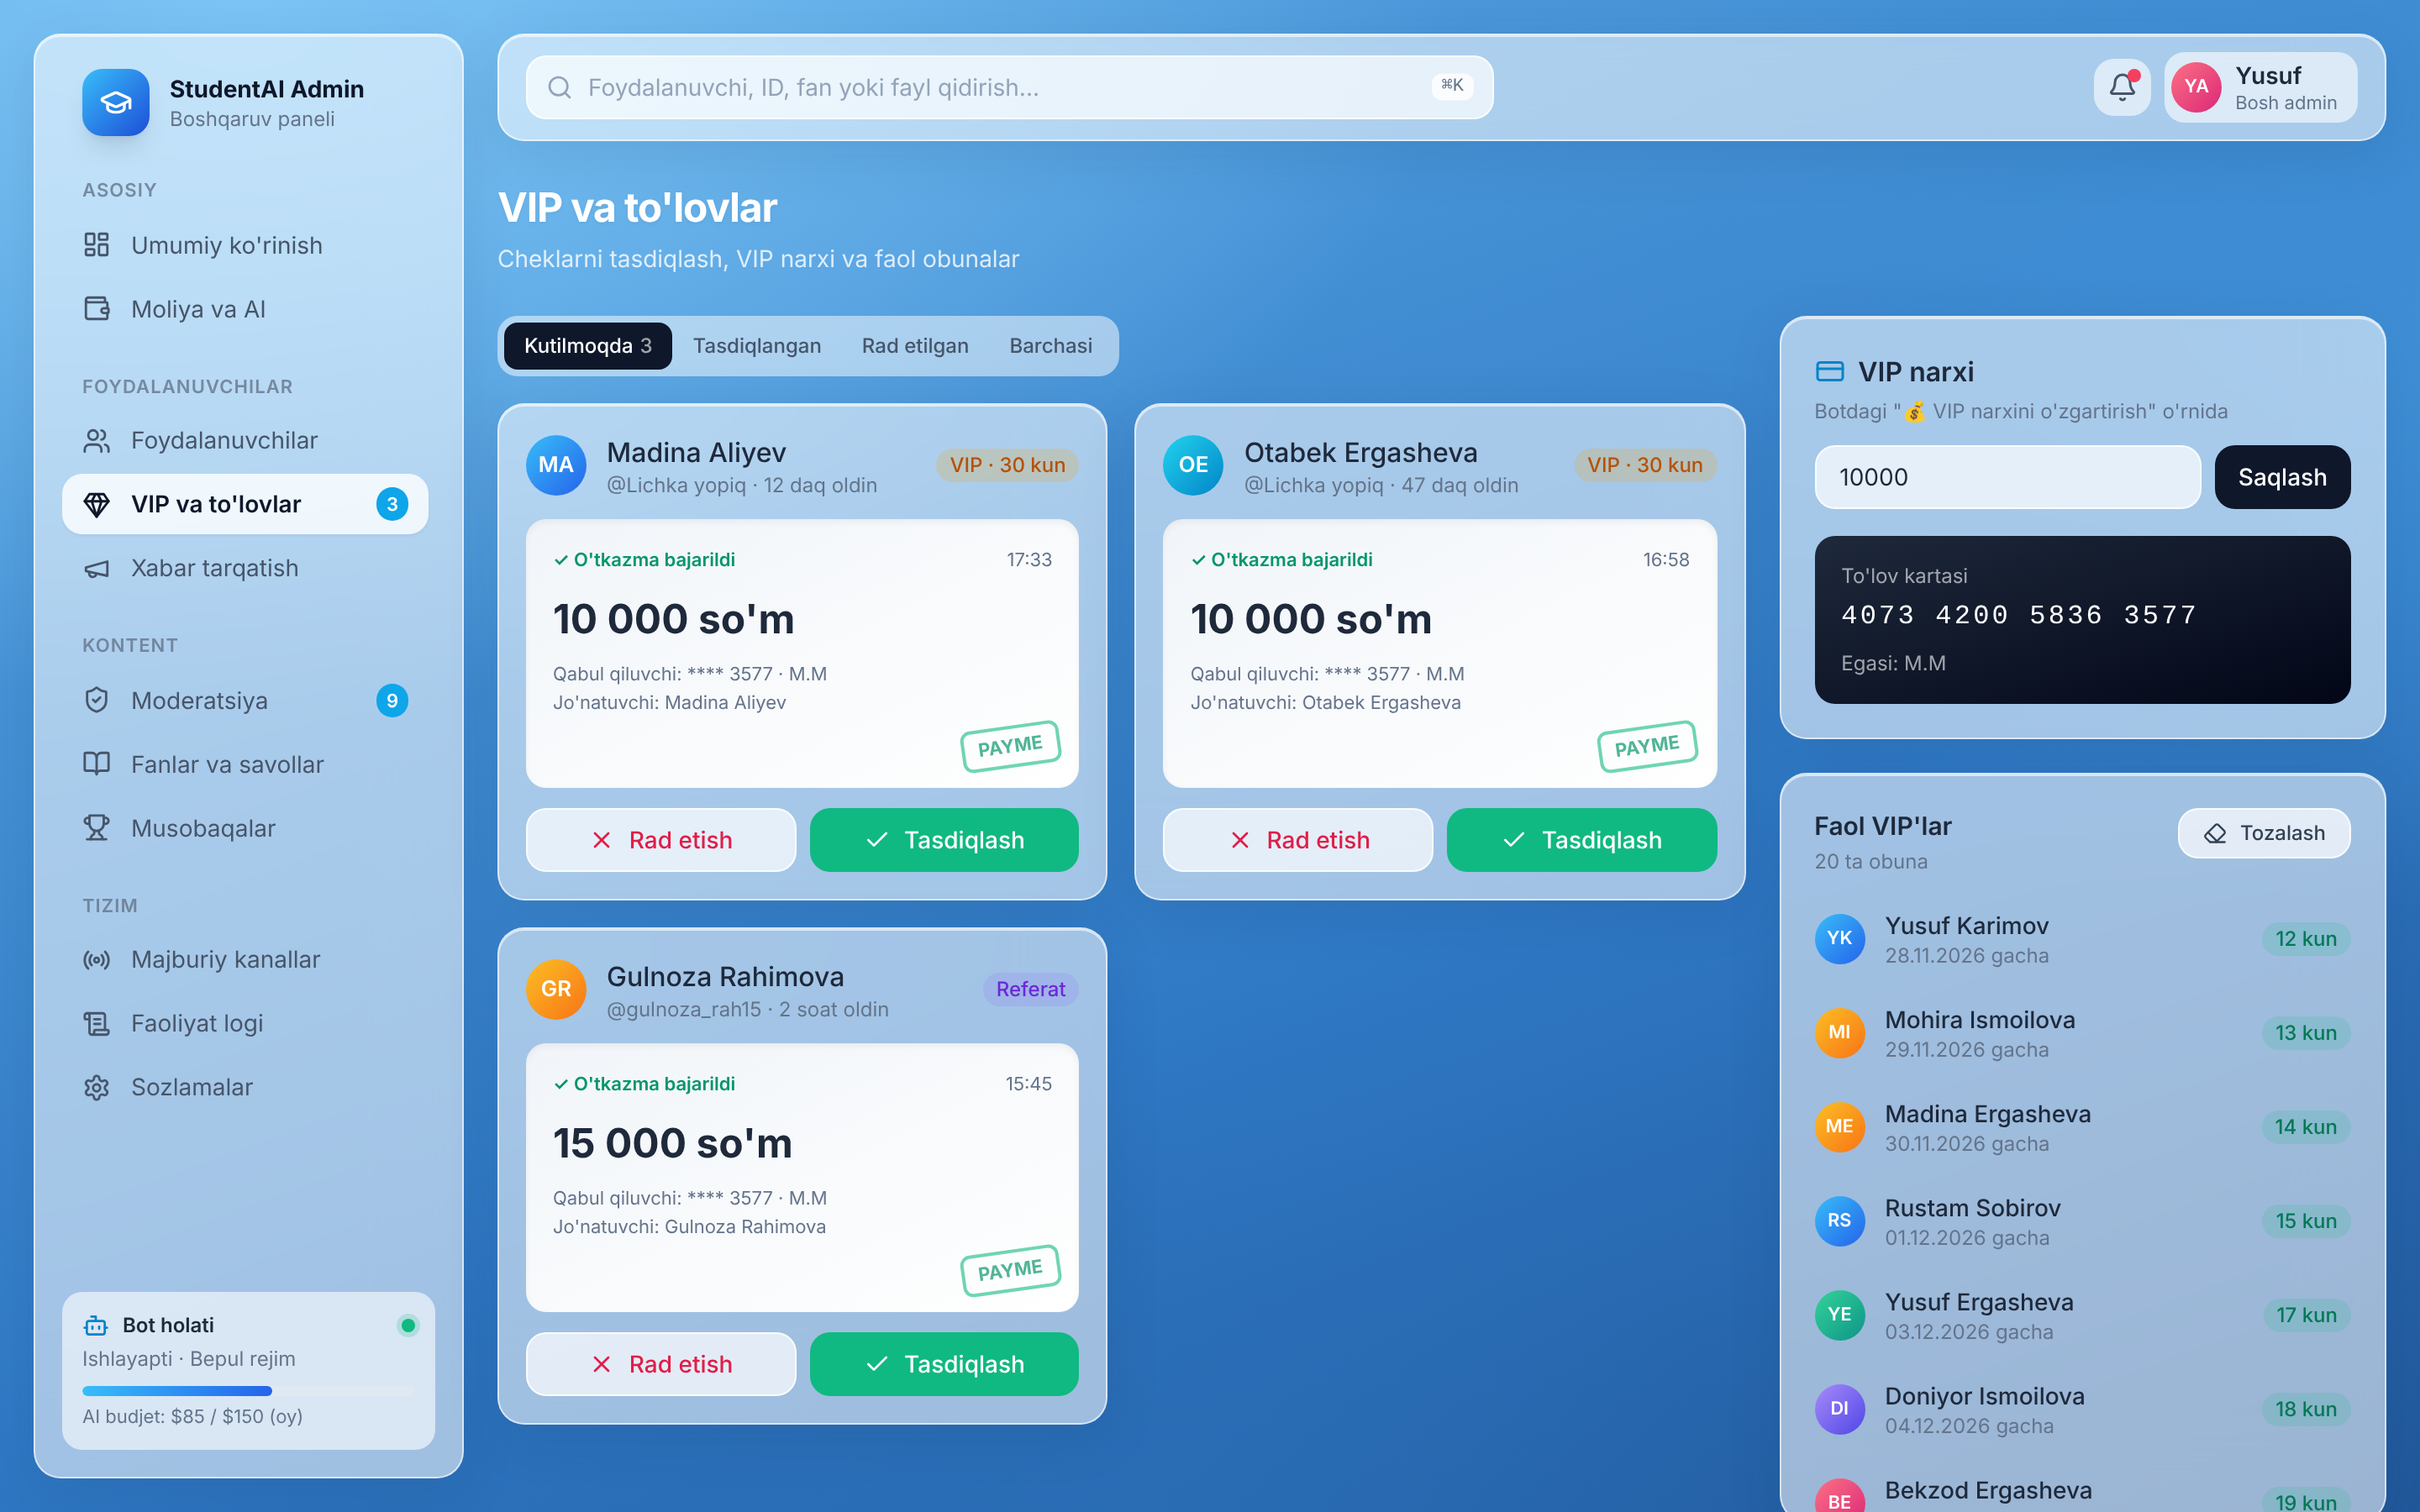 StudentAI Admin
Boshqaruv paneli
ASOSIY
Umumiy ko'rinish
Moliya va AI
FOYDALANUVCHILAR
Foydalanuvchilar
VIP va to'lovlar 3
Xabar tarqatish
KONTENT
Moderatsiya 9
Fanlar va savollar
Musobaqalar
TIZIM
Majburiy kanallar
Faoliyat logi
Sozlamalar
Bot holati
Ishlayapti · Bepul rejim
AI budjet: $85 / $150 (oy)
Foydalanuvchi, ID, fan yoki fayl qidirish... ⌘K
YA
Yusuf
Bosh admin
VIP va to'lovlar
Cheklarni tasdiqlash, VIP narxi va faol obunalar
Kutilmoqda 3 Tasdiqlangan Rad etilgan Barchasi
MA
Madina Aliyev
@Lichka yopiq · 12 daq oldin
VIP · 30 kun
✓ O'tkazma bajarildi 17:33
10 000 so'm
Qabul qiluvchi: **** 3577 · M.M
Jo'natuvchi: Madina Aliyev
PAYME
Rad etish Tasdiqlash
OE
Otabek Ergasheva
@Lichka yopiq · 47 daq oldin
VIP · 30 kun
✓ O'tkazma bajarildi 16:58
10 000 so'm
Qabul qiluvchi: **** 3577 · M.M
Jo'natuvchi: Otabek Ergasheva
PAYME
Rad etish Tasdiqlash
GR
Gulnoza Rahimova
@gulnoza_rah15 · 2 soat oldin
Referat
✓ O'tkazma bajarildi 15:45
15 000 so'm
Qabul qiluvchi: **** 3577 · M.M
Jo'natuvchi: Gulnoza Rahimova
PAYME
Rad etish Tasdiqlash
VIP narxi
Botdagi "💰 VIP narxini o'zgartirish" o'rnida
10000 Saqlash
To'lov kartasi
4073 4200 5836 3577
Egasi: M.M
Faol VIP'lar
20 ta obuna
Tozalash
YK
Yusuf Karimov
28.11.2026 gacha
12 kun
MI
Mohira Ismoilova
29.11.2026 gacha
13 kun
ME
Madina Ergasheva
30.11.2026 gacha
14 kun
RS
Rustam Sobirov
01.12.2026 gacha
15 kun
YE
Yusuf Ergasheva
03.12.2026 gacha
17 kun
DI
Doniyor Ismoilova
04.12.2026 gacha
18 kun
BE
Bekzod Ergasheva
19 kun